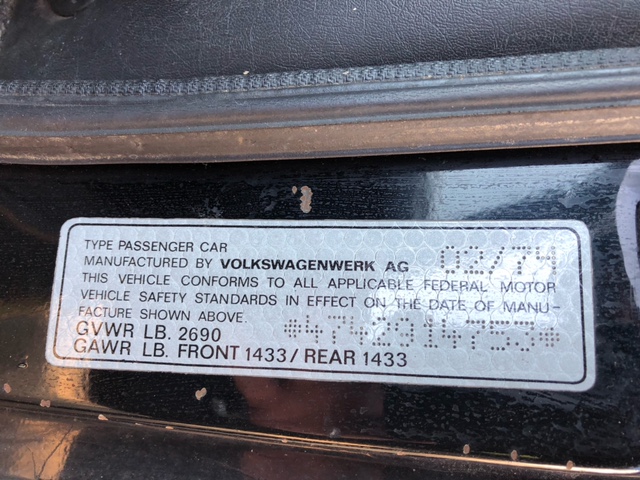 TYPE PASSENGER CAR
MANUFACTURED BY VOLKSWAGENWERK AG 02/74
THIS VEHICLE CONFORMS TO ALL APPLICABLE FEDERAL MOTOR
VEHICLE SAFETY STANDARDS IN EFFECT ON THE DATE OF MANU-
FACTURE SHOWN ABOVE.
GVWR LB. 2690 *4742914753*
GAWR LB. FRONT 1433/ REAR 1433